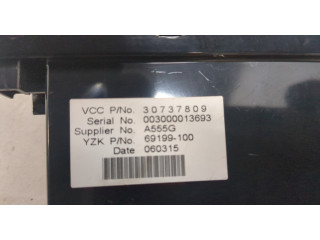 VCC P/No. 30737809
Serial No. 003000013693
Supplier No. A555G
YZK P/No. 69199-100
Date 060315